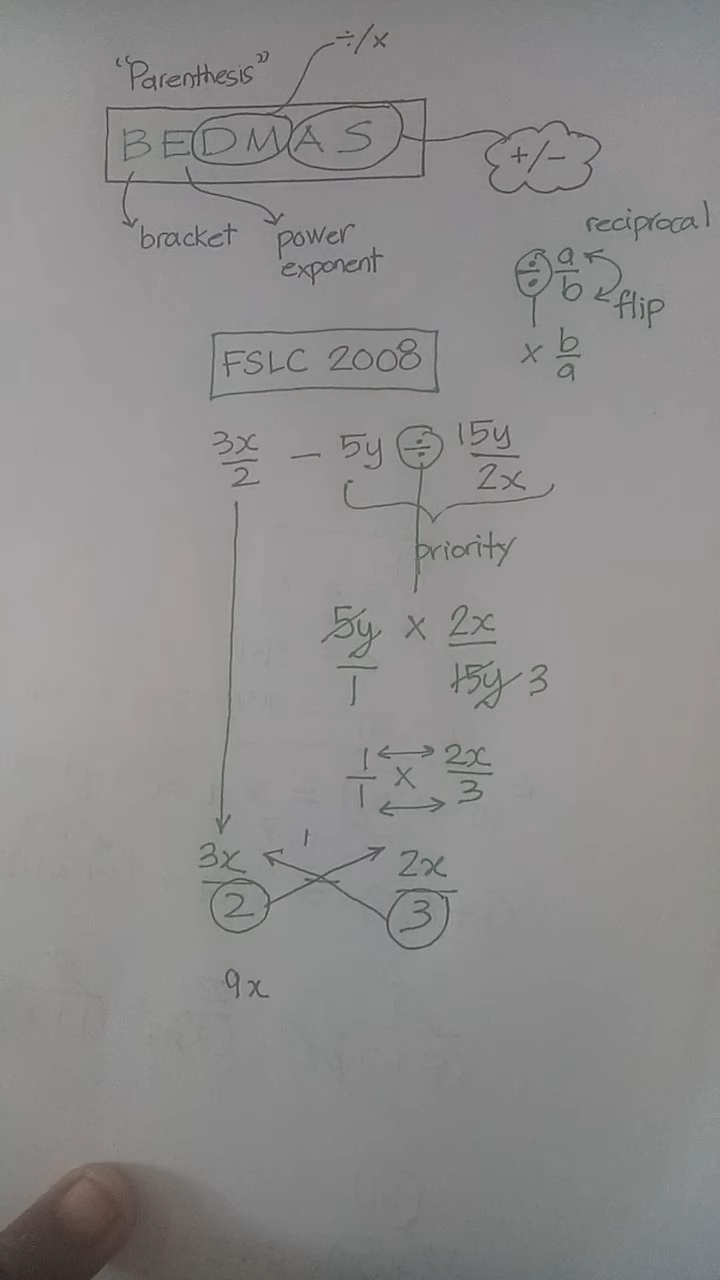 ÷/x
"Parenthesis"
BEDMAS
+/-
bracket
power
exponent
reciprocal
÷ a/b
flip
x b/a
FSLC 2008
3x/2 - 5y ÷ 15y/2x
priority
5y/1 x 2x/15y 3
1/1 x 2x/3
3x/2 2x/3
9x